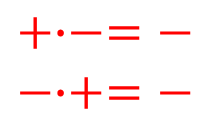 + · − = −
− · + = −